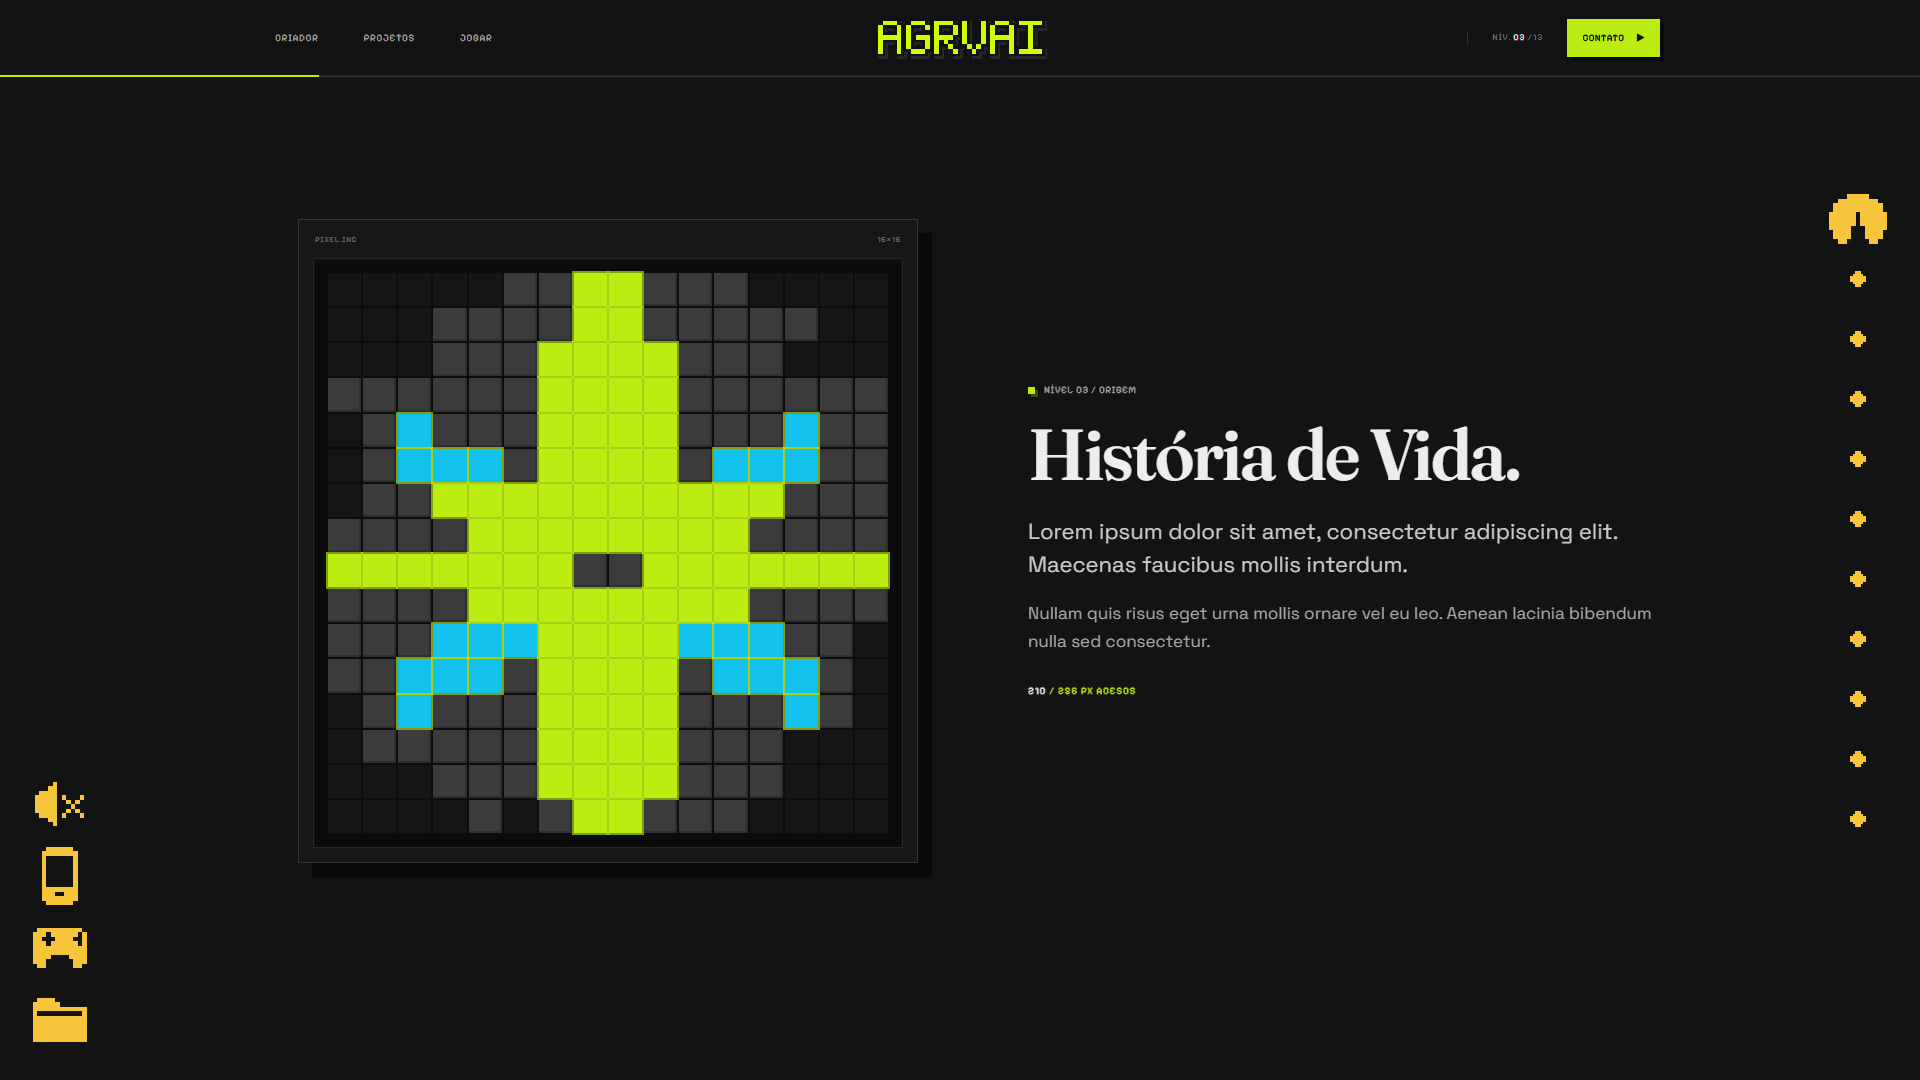 CRIADOR
PROJETOS
JOGAR
AGRVAI
NÍV. 03 /13
CONTATO
PIXEL.INC
16×16
NÍVEL 03 / ORIGEM
História de Vida.
Lorem ipsum dolor sit amet, consectetur adipiscing elit.
Maecenas faucibus mollis interdum.
Nullam quis risus eget urna mollis ornare vel eu leo. Aenean lacinia bibendum
nulla sed consectetur.
210 / 256 PX ACESOS